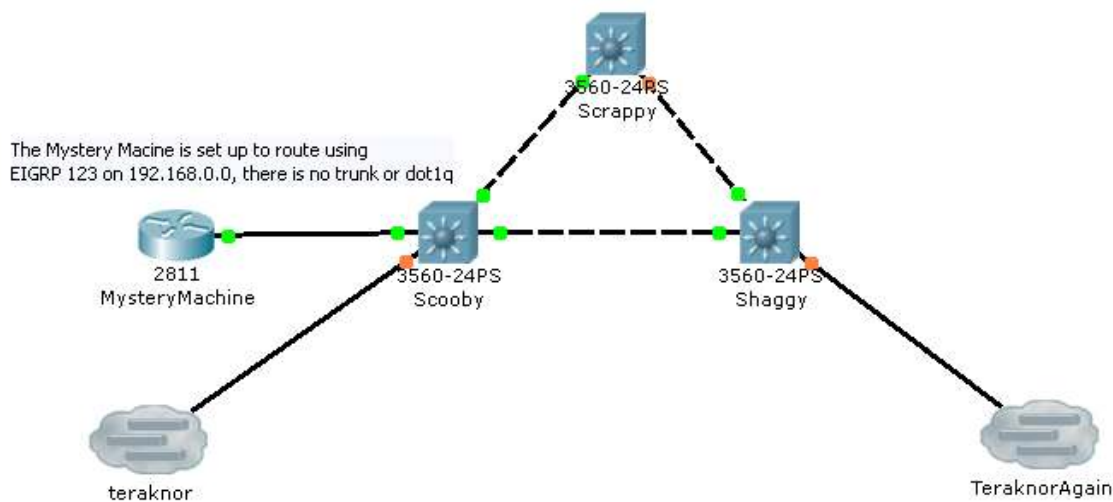 3560-24PS
Scrappy
The Mystery Macine is set up to route using
EIGRP 123 on 192.168.0.0, there is no trunk or dot1q
2811
MysteryMachine
3560-24PS
Scooby
3560-24PS
Shaggy
teraknor
TeraknorAgain